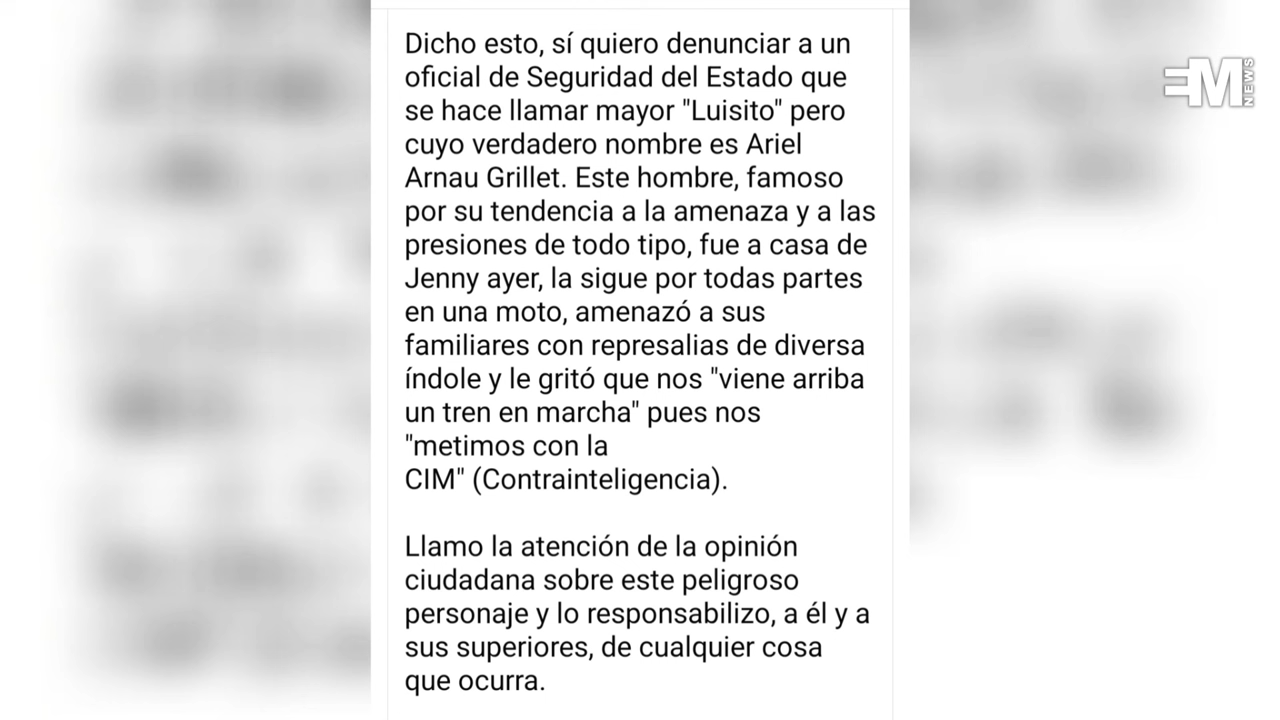 Dicho esto, sí quiero denunciar a un
oficial de Seguridad del Estado que
se hace llamar mayor "Luisito" pero
cuyo verdadero nombre es Ariel
Arnau Grillet. Este hombre, famoso
por su tendencia a la amenaza y a las
presiones de todo tipo, fue a casa de
Jenny ayer, la sigue por todas partes
en una moto, amenazó a sus
familiares con represalias de diversa
índole y le gritó que nos "viene arriba
un tren en marcha" pues nos
"metimos con la
CIM" (Contrainteligencia).
Llamo la atención de la opinión
ciudadana sobre este peligroso
personaje y lo responsabilizo, a él y a
sus superiores, de cualquier cosa
que ocurra.
EM NEWS